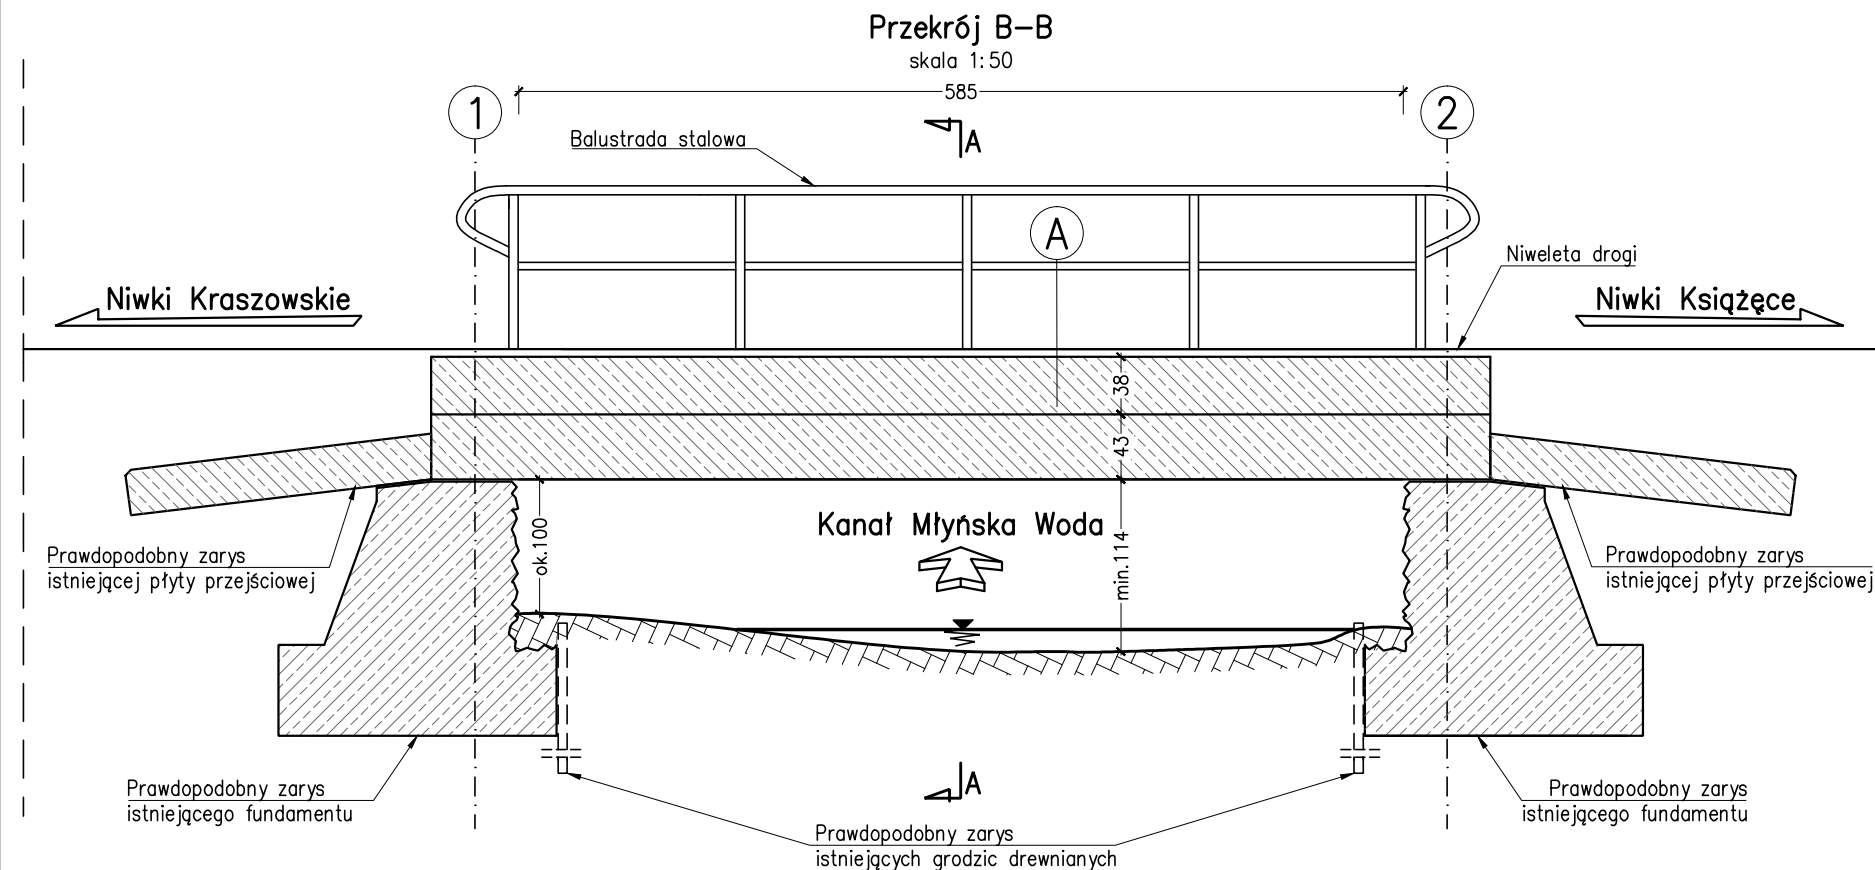 Przekrój B-B
skala 1:50
585
1
2
A
Balustrada stalowa
A
Niweleta drogi
Niwki Kraszowskie
Niwki Książęce
38
43
Kanał Młyńska Woda
ok.100
min.114
Prawdopodobny zarys
istniejącej płyty przejściowej
Prawdopodobny zarys
istniejącej płyty przejściowej
A
Prawdopodobny zarys
istniejącego fundamentu
Prawdopodobny zarys
istniejącego fundamentu
Prawdopodobny zarys
istniejących grodzic drewnianych